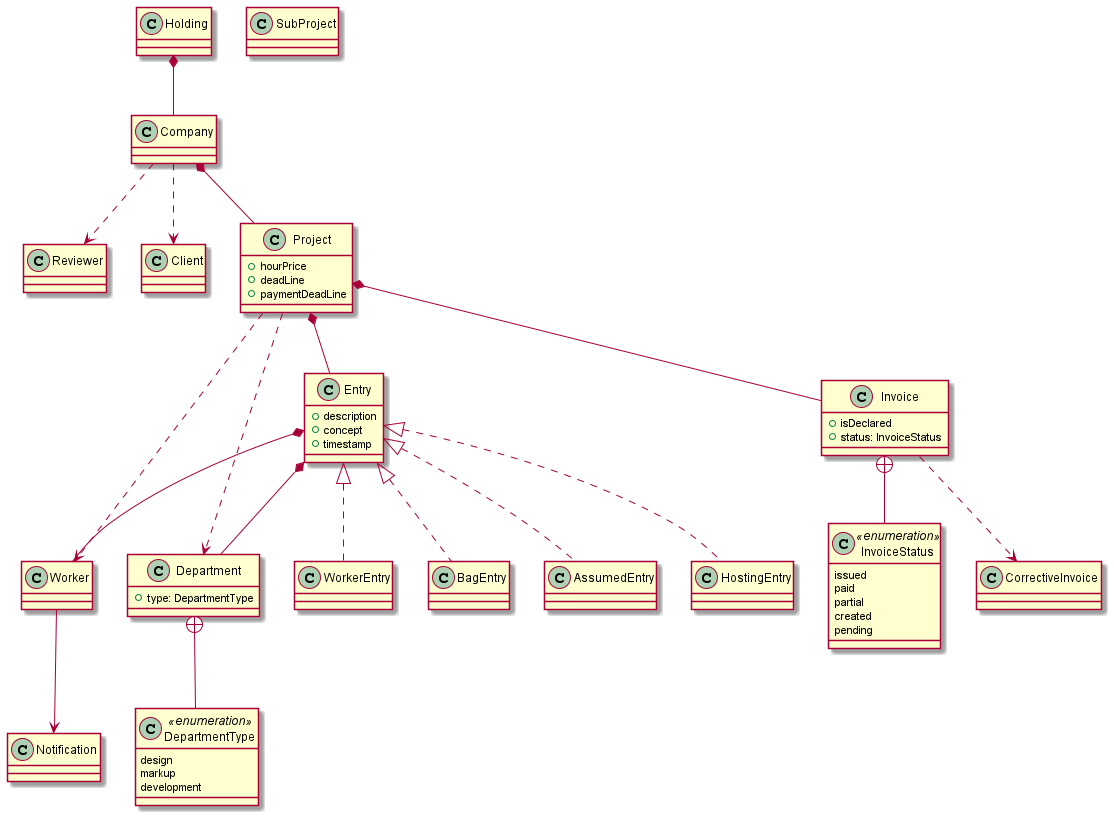 C Holding
C SubProject
C Company
C Reviewer
C Client
C Project
hourPrice
deadLine
paymentDeadLine
C Entry
description
concept
timestamp
C Invoice
isDeclared
status: InvoiceStatus
C Worker
C Department
type: DepartmentType
C WorkerEntry
C BagEntry
C AssumedEntry
C HostingEntry
C «enumeration»
InvoiceStatus
issued
paid
partial
created
pending
C CorrectiveInvoice
C Notification
C «enumeration»
DepartmentType
design
markup
development